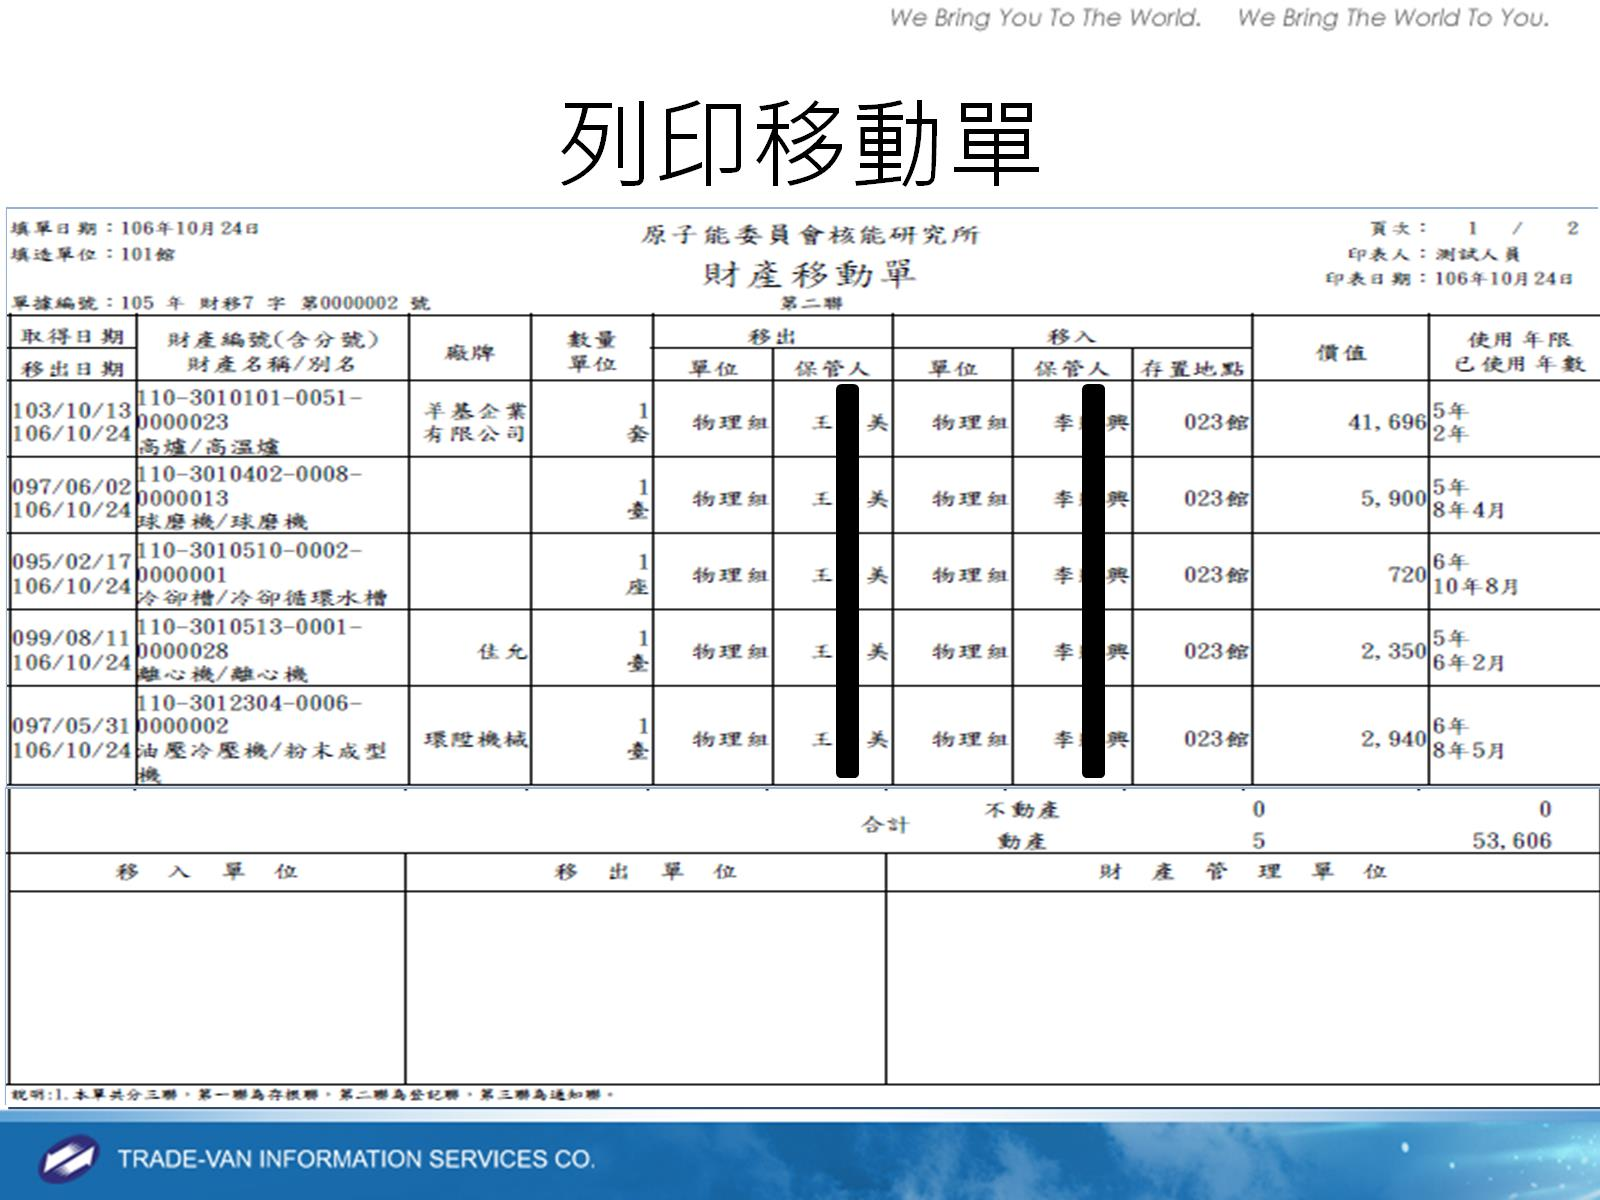 We Bring You To The World. We Bring The World To You.
列印移動單
填單日期：106年10月24日
填造單位：101館
原子能委員會核能研究所
財產移動單
頁次： 1 / 2
印表人：測試人員
印表日期：106年10月24日
單據編號：105 年 財移7 字 第0000002 號
第二聯
取得日期 財產編號(含分號) 廠牌 數量 移出 移入 價值 使用年限
移出日期 財產名稱/別名 單位 單位 保管人 單位 保管人 存置地點 已使用年數
103/10/13 110-3010101-0051- 羊基企業 1 5年
106/10/24 0000023 有限公司 套 物理組 王 美 物理組 李 興 023館 41,696 2年
高爐/高溫爐
097/06/02 110-3010402-0008- 1 5年
106/10/24 0000013 臺 物理組 王 美 物理組 李 興 023館 5,900 8年4月
球磨機/球磨機
095/02/17 110-3010510-0002- 1 6年
106/10/24 0000001 座 物理組 王 美 物理組 李 興 023館 720 10年8月
冷卻槽/冷卻循環水槽
099/08/11 110-3010513-0001- 1 5年
106/10/24 0000028 佳允 臺 物理組 王 美 物理組 李 興 023館 2,350 6年2月
離心機/離心機
097/05/31 110-3012304-0006- 1 6年
106/10/24 0000002 環陞機械 臺 物理組 王 美 物理組 李 興 023館 2,940 8年5月
油壓冷壓機/粉末成型
機
合計 不動產 0 0
動產 5 53,606
移入單位 移出單位 財產管理單位
說明:1.本單共分三聯，第一聯為存根聯，第二聯為登記聯，第三聯為通知聯。
TRADE-VAN INFORMATION SERVICES CO.